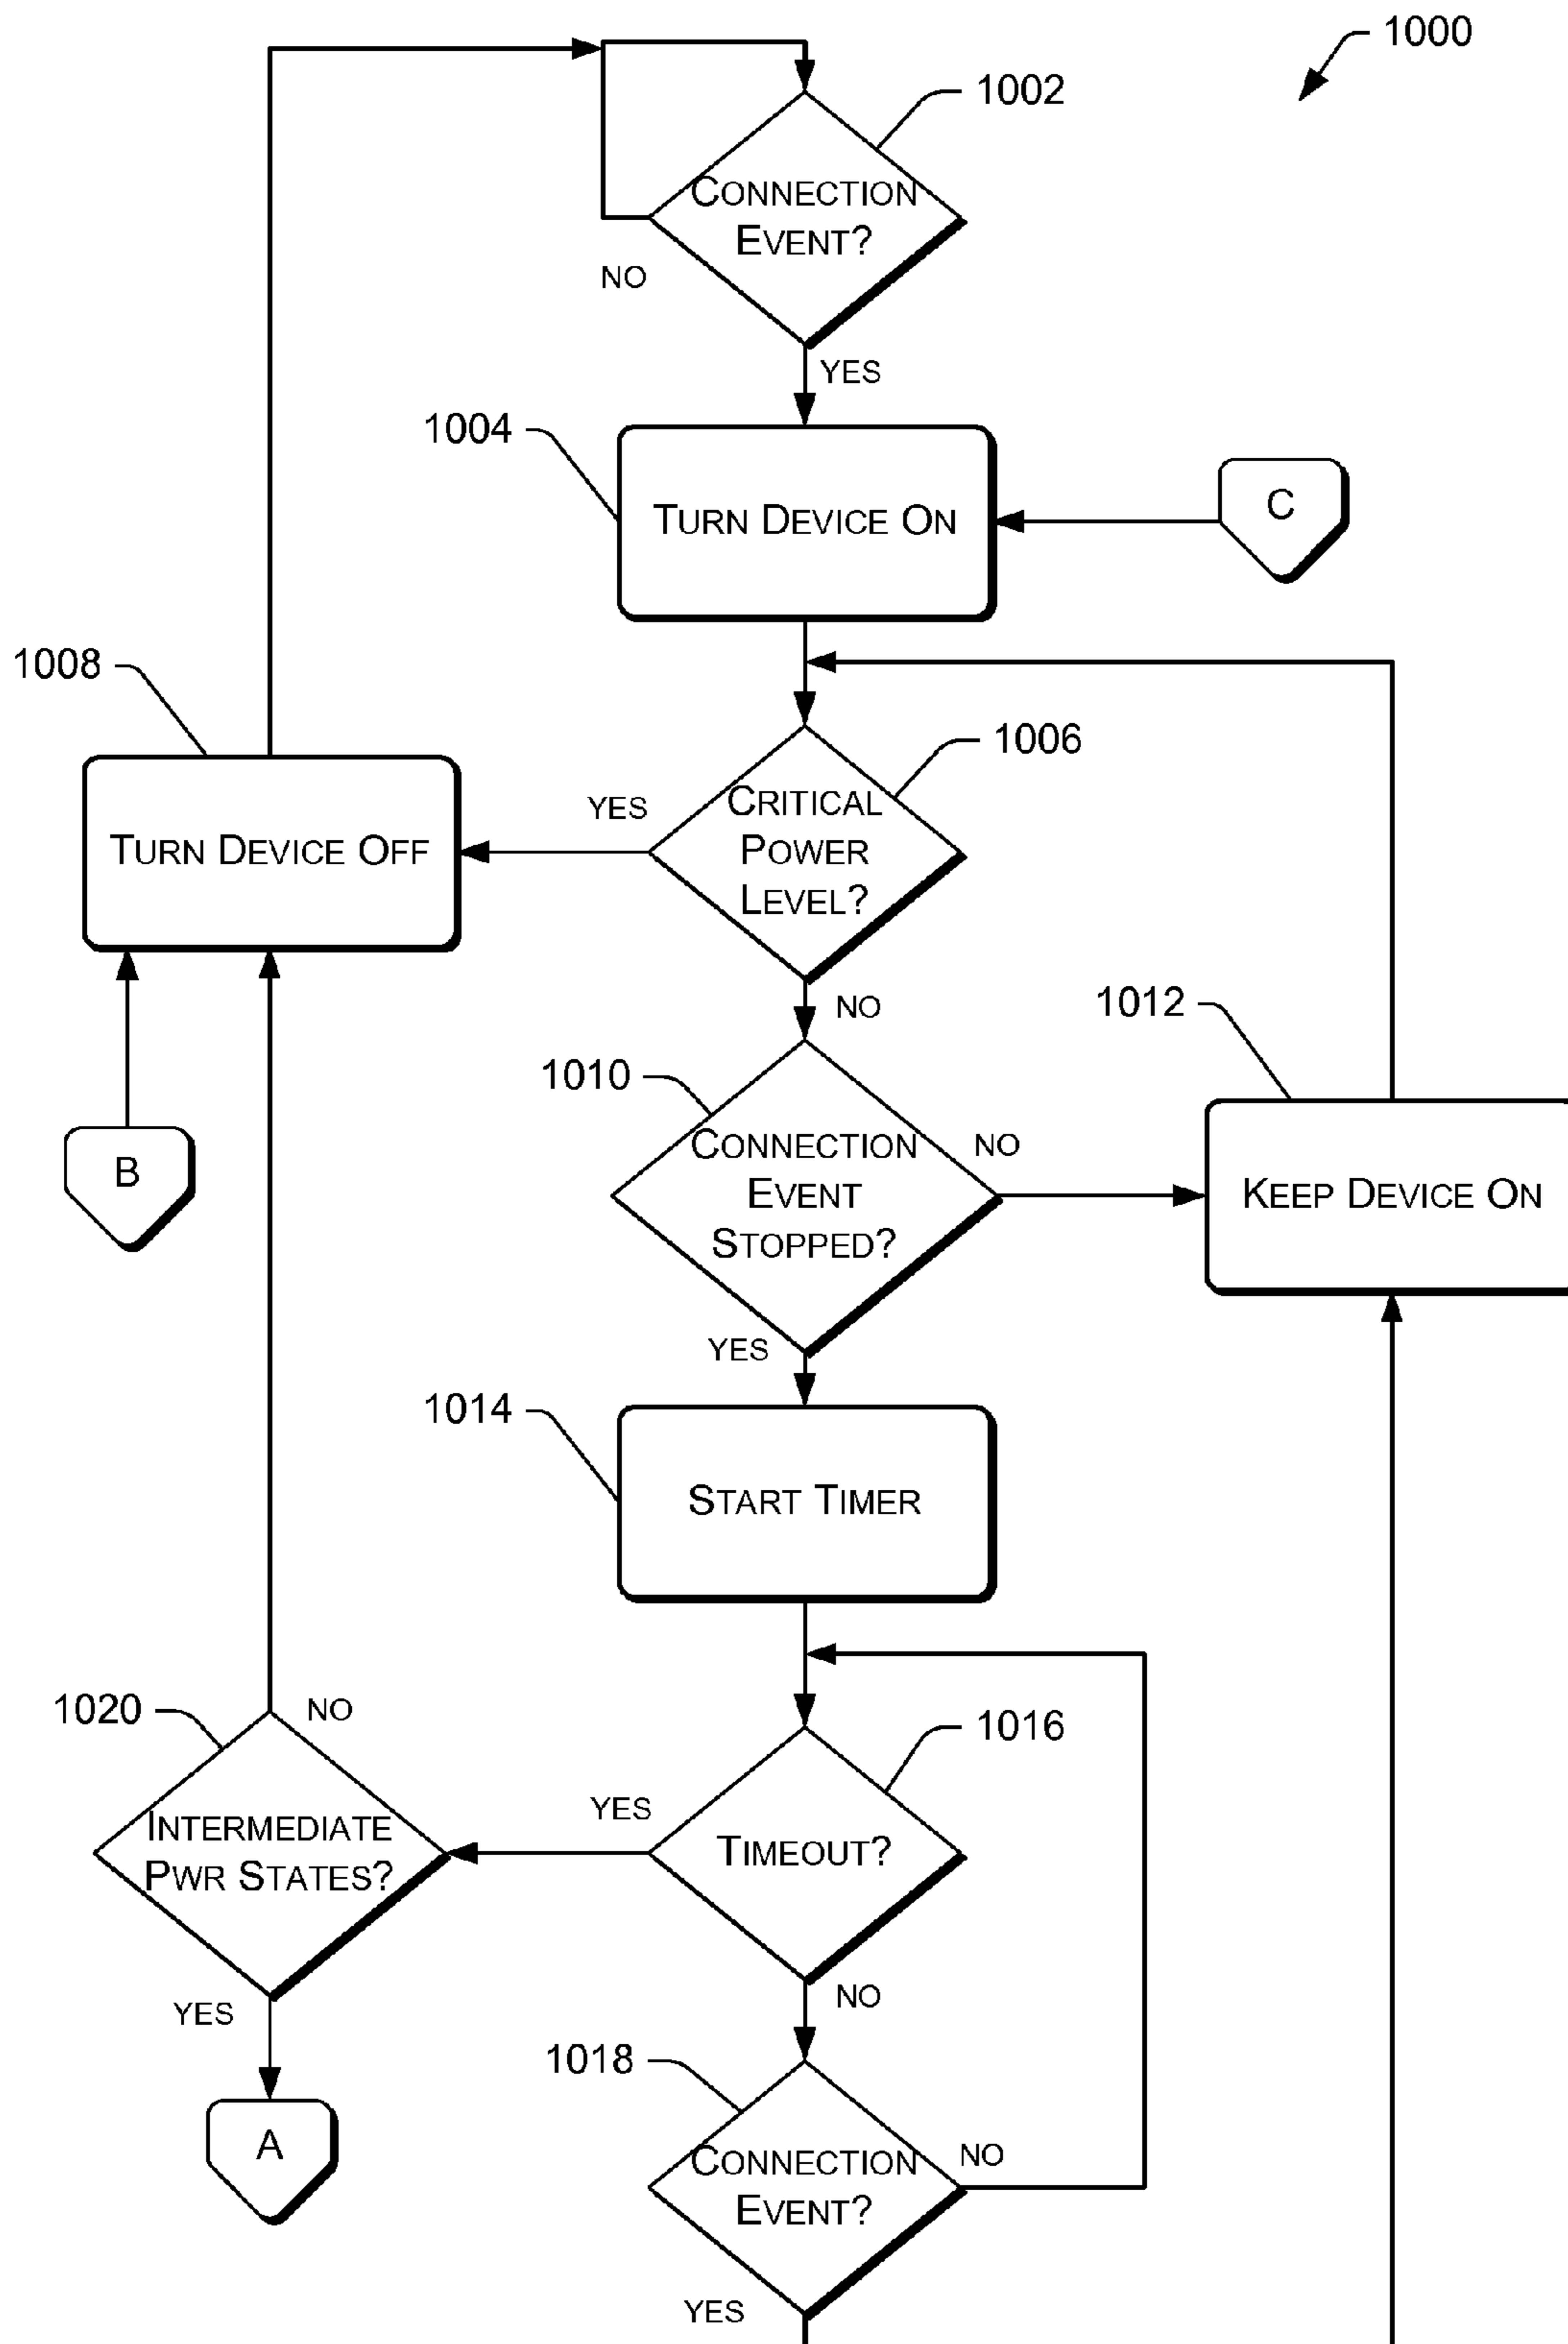 1000
1002
CONNECTION
EVENT?
NO
YES
1004
TURN DEVICE ON
C
1008
1006
YES
CRITICAL
POWER
LEVEL?
TURN DEVICE OFF
NO
1012
1010
B
CONNECTION
EVENT
STOPPED?
NO
KEEP DEVICE ON
YES
1014
START TIMER
1020
NO
1016
YES
TIMEOUT?
INTERMEDIATE
PWR STATES?
NO
YES
1018
A
CONNECTION
EVENT?
NO
YES